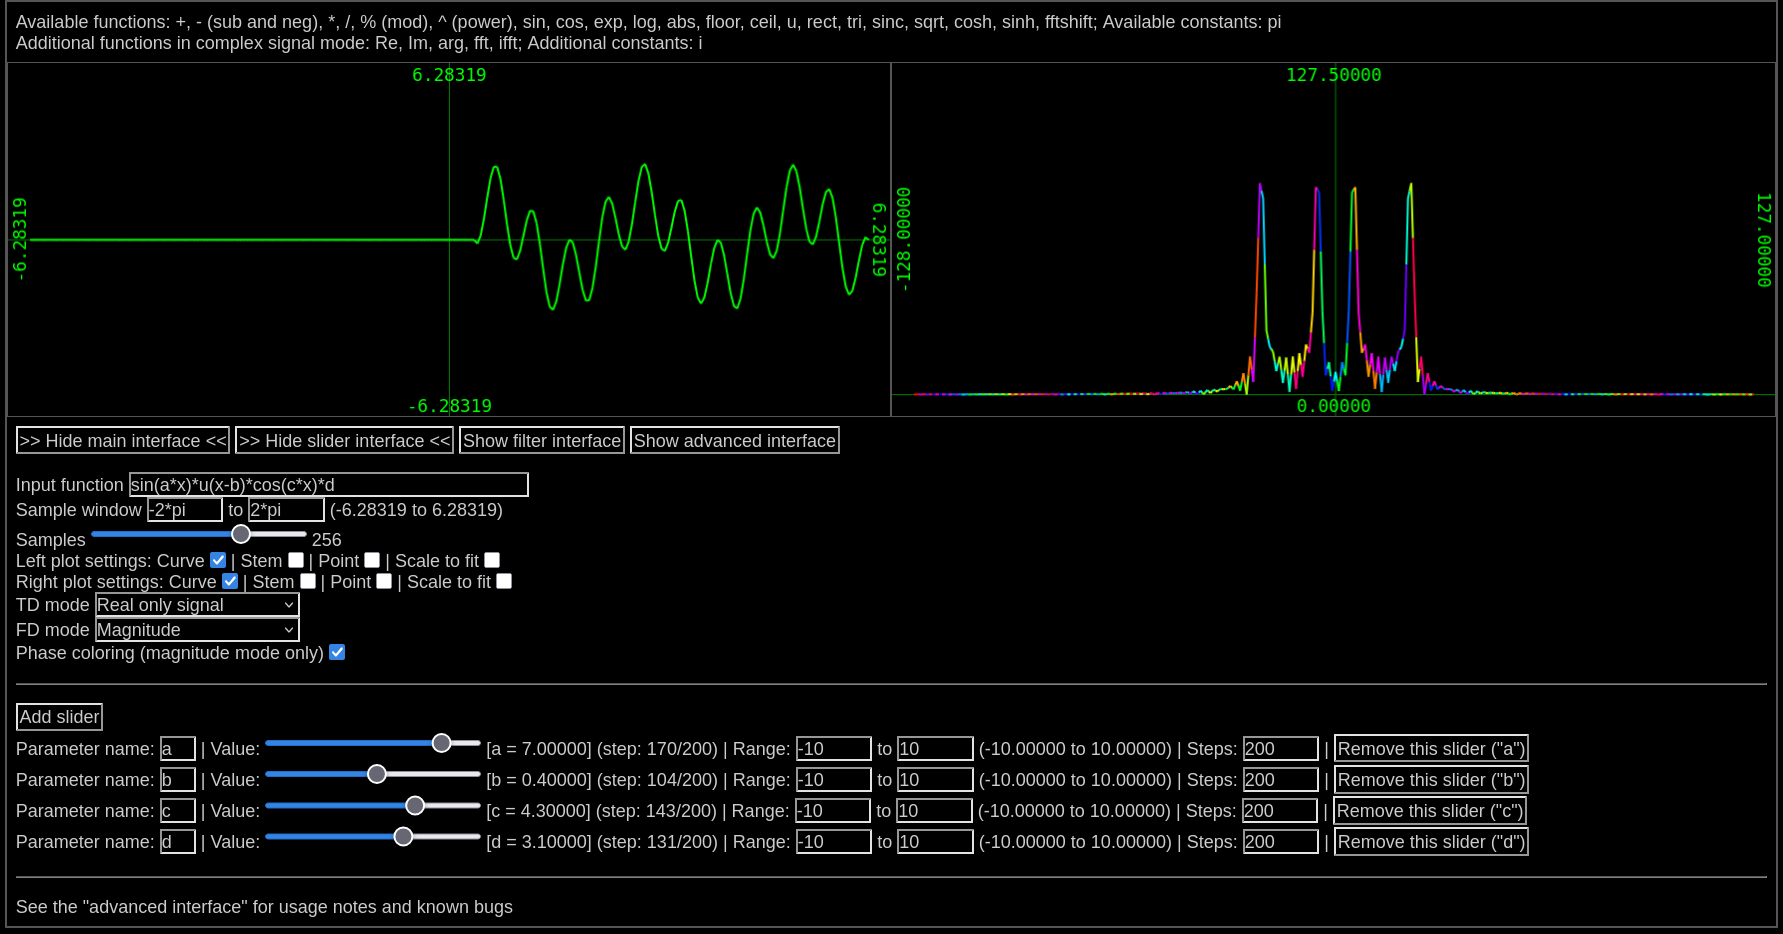 Available functions: +, - (sub and neg), *, /, % (mod), ^ (power), sin, cos, exp, log, abs, floor, ceil, u, rect, tri, sinc, sqrt, cosh, sinh, fftshift; Available constants: pi
Additional functions in complex signal mode: Re, Im, arg, fft, ifft; Additional constants: i
6.28319
-6.28319
6.28319
-6.28319
127.50000
-128.00000
127.00000
0.00000
>> Hide main interface << >> Hide slider interface << Show filter interface Show advanced interface
Input function sin(a*x)*u(x-b)*cos(c*x)*d
Sample window -2*pi to 2*pi (-6.28319 to 6.28319)
Samples 256
Left plot settings: Curve | Stem | Point | Scale to fit
Right plot settings: Curve | Stem | Point | Scale to fit
TD mode Real only signal
FD mode Magnitude
Phase coloring (magnitude mode only)
Add slider
Parameter name: a | Value: [a = 7.00000] (step: 170/200) | Range: -10 to 10 (-10.00000 to 10.00000) | Steps: 200 | Remove this slider ("a")
Parameter name: b | Value: [b = 0.40000] (step: 104/200) | Range: -10 to 10 (-10.00000 to 10.00000) | Steps: 200 | Remove this slider ("b")
Parameter name: c | Value: [c = 4.30000] (step: 143/200) | Range: -10 to 10 (-10.00000 to 10.00000) | Steps: 200 | Remove this slider ("c")
Parameter name: d | Value: [d = 3.10000] (step: 131/200) | Range: -10 to 10 (-10.00000 to 10.00000) | Steps: 200 | Remove this slider ("d")
See the "advanced interface" for usage notes and known bugs